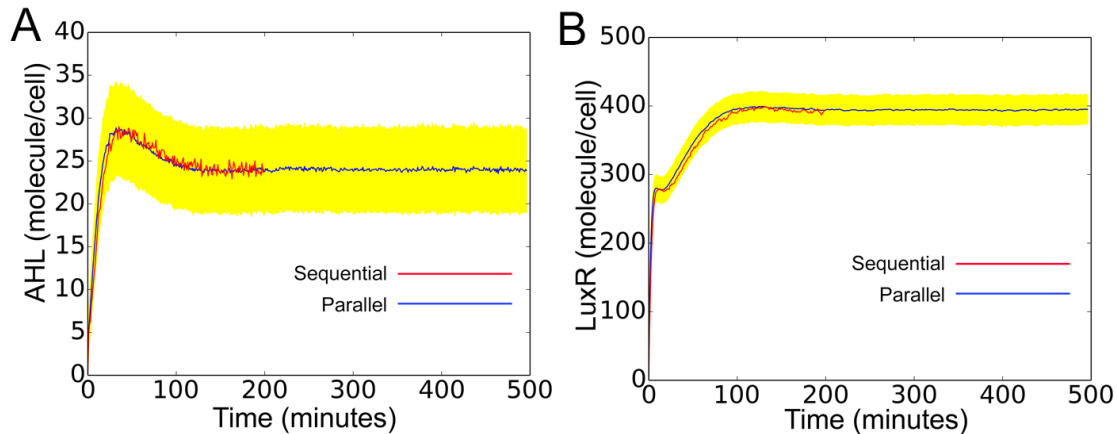 A
AHL (molecule/cell)
40
35
30
25
20
15
10
5
0
0 100 200 300 400 500
Time (minutes)
Sequential
Parallel
B
LuxR (molecule/cell)
500
400
300
200
100
0
0 100 200 300 400 500
Time (minutes)
Sequential
Parallel